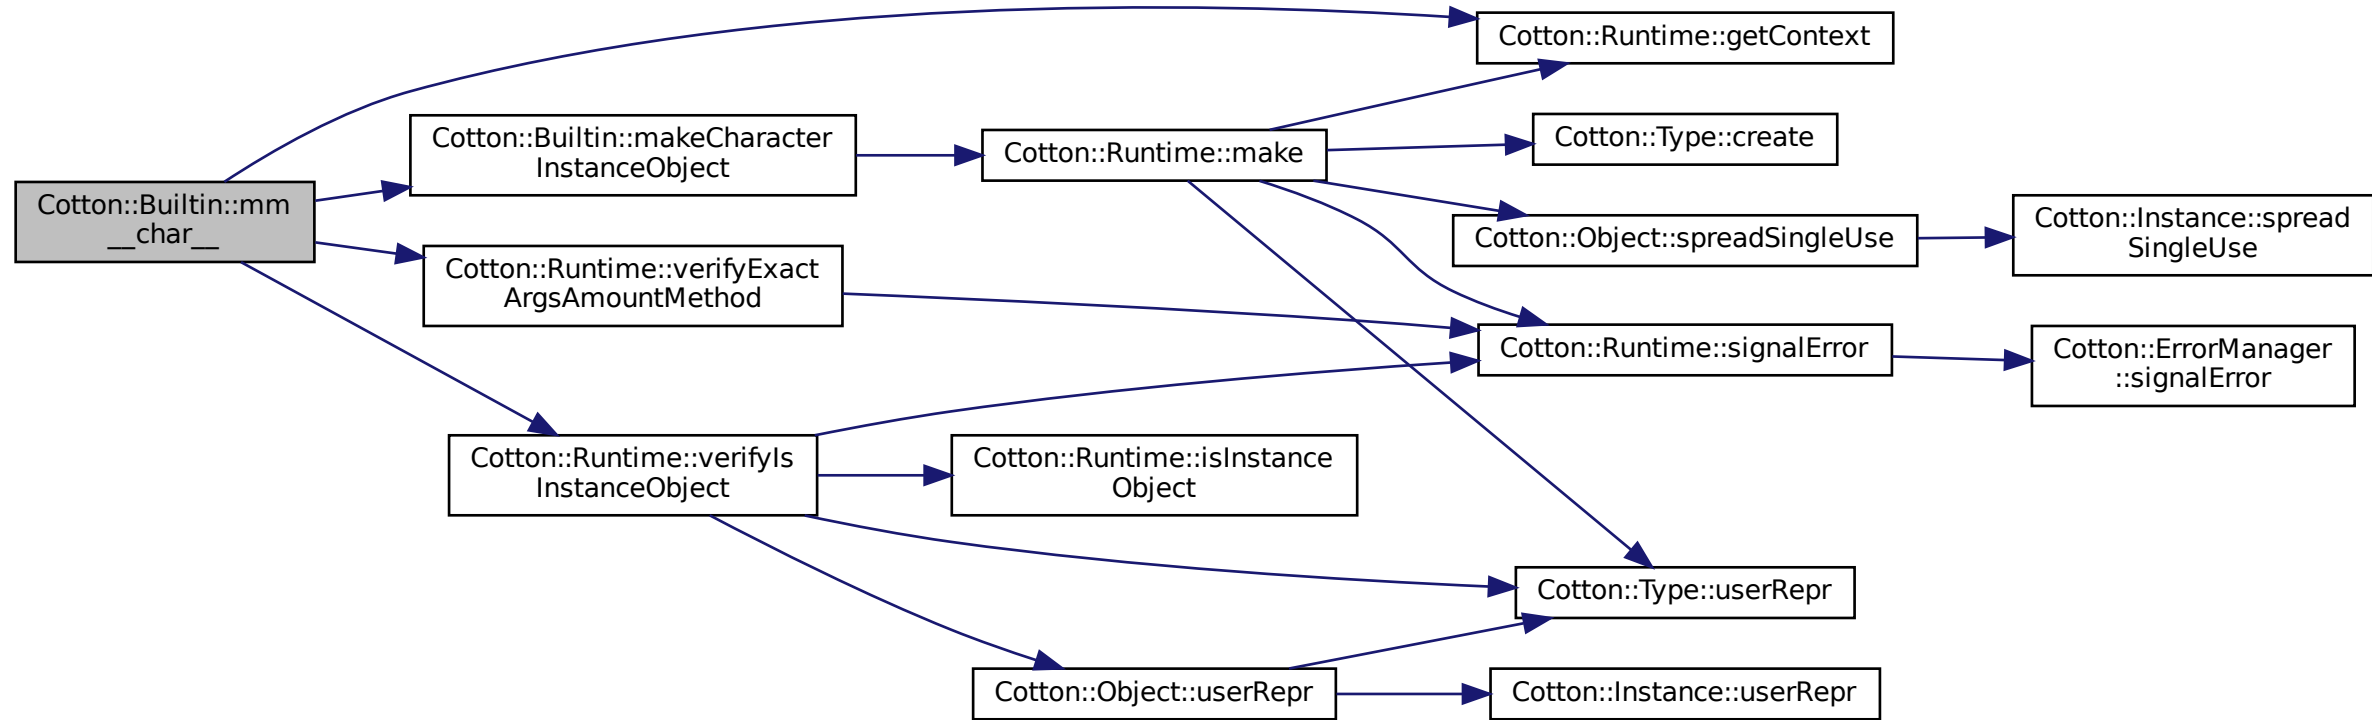 Cotton::Builtin::mm
__char__
Cotton::Builtin::makeCharacter
InstanceObject
Cotton::Runtime::verifyExact
ArgsAmountMethod
Cotton::Runtime::verifyIs
InstanceObject
Cotton::Runtime::make
Cotton::Runtime::isInstance
Object
Cotton::Object::userRepr
Cotton::Runtime::getContext
Cotton::Type::create
Cotton::Object::spreadSingleUse
Cotton::Runtime::signalError
Cotton::Type::userRepr
Cotton::Instance::userRepr
Cotton::Instance::spread
SingleUse
Cotton::ErrorManager
::signalError